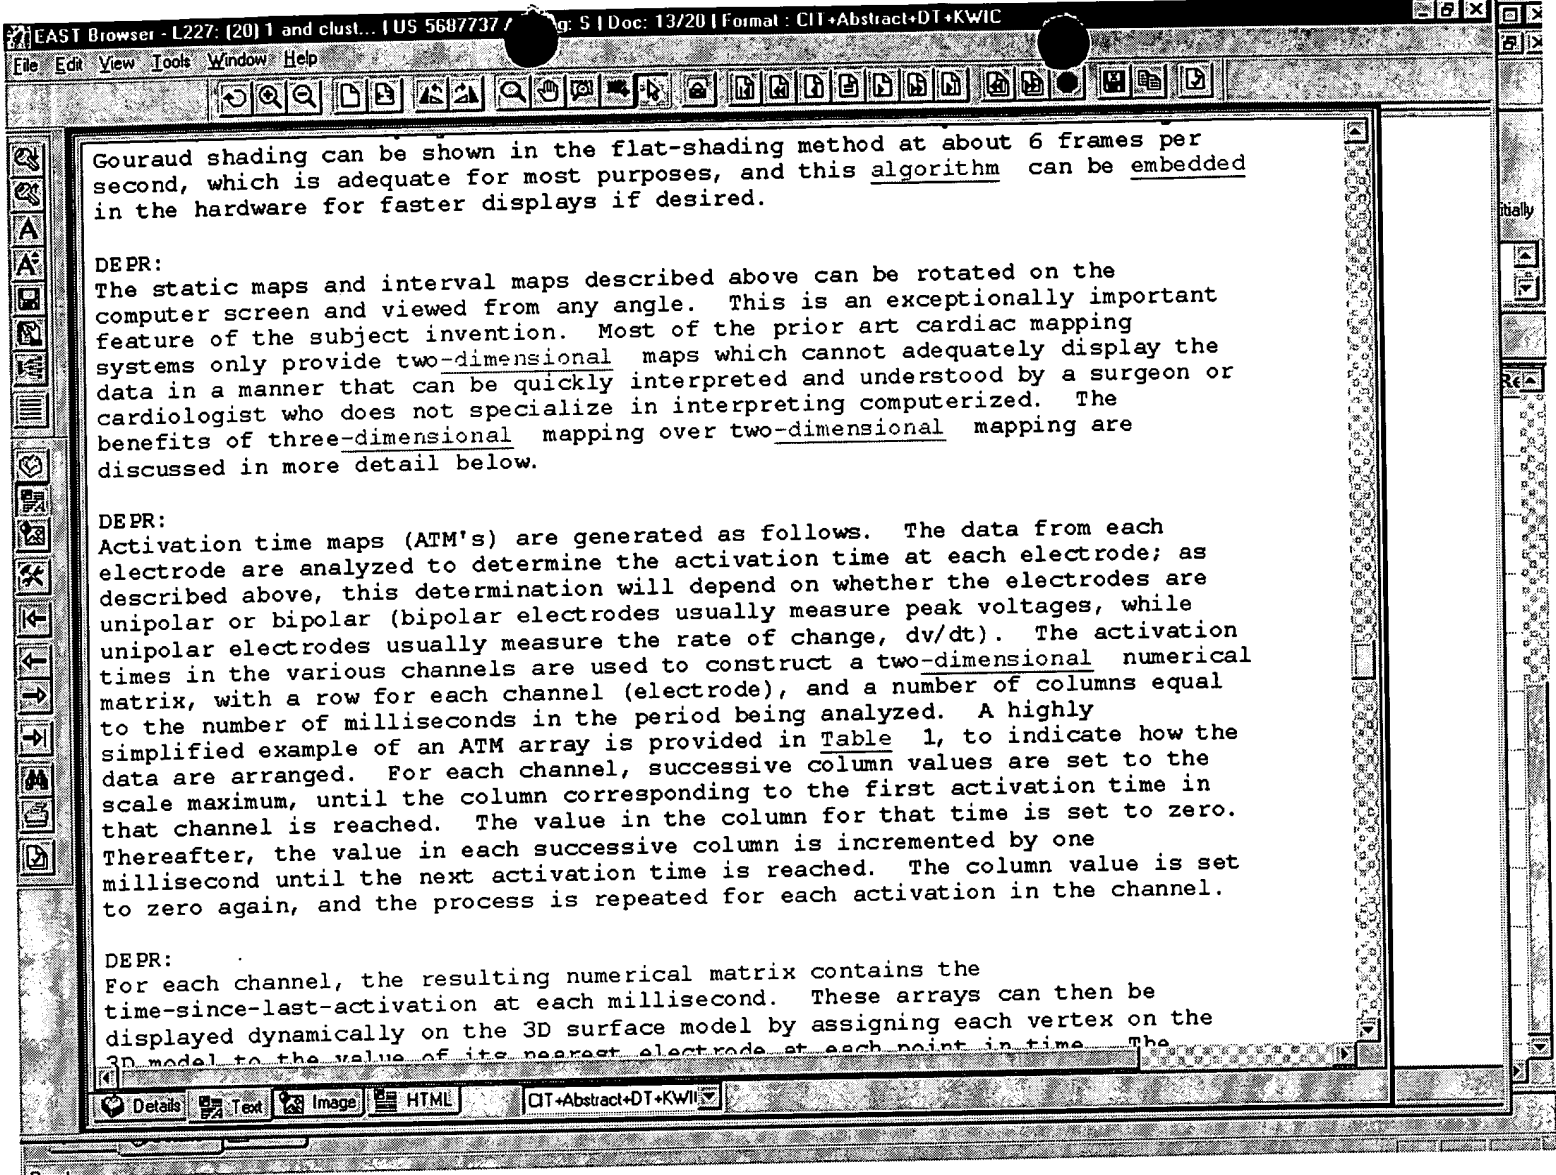 EAST Browser - L227: (20) 1 and clust... | US 5687737 g: S | Doc: 13/20 | Format : CIT+Abstract+DT+KWIC
File Edit View Tools Window Help
Gouraud shading can be shown in the flat-shading method at about 6 frames per
second, which is adequate for most purposes, and this algorithm can be embedded
in the hardware for faster displays if desired.
DEPR:
The static maps and interval maps described above can be rotated on the
computer screen and viewed from any angle. This is an exceptionally important
feature of the subject invention. Most of the prior art cardiac mapping
systems only provide two-dimensional maps which cannot adequately display the
data in a manner that can be quickly interpreted and understood by a surgeon or
cardiologist who does not specialize in interpreting computerized. The
benefits of three-dimensional mapping over two-dimensional mapping are
discussed in more detail below.
DEPR:
Activation time maps (ATM's) are generated as follows. The data from each
electrode are analyzed to determine the activation time at each electrode; as
described above, this determination will depend on whether the electrodes are
unipolar or bipolar (bipolar electrodes usually measure peak voltages, while
unipolar electrodes usually measure the rate of change, dv/dt). The activation
times in the various channels are used to construct a two-dimensional numerical
matrix, with a row for each channel (electrode), and a number of columns equal
to the number of milliseconds in the period being analyzed. A highly
simplified example of an ATM array is provided in Table 1, to indicate how the
data are arranged. For each channel, successive column values are set to the
scale maximum, until the column corresponding to the first activation time in
that channel is reached. The value in the column for that time is set to zero.
Thereafter, the value in each successive column is incremented by one
millisecond until the next activation time is reached. The column value is set
to zero again, and the process is repeated for each activation in the channel.
DEPR:
For each channel, the resulting numerical matrix contains the
time-since-last-activation at each millisecond. These arrays can then be
displayed dynamically on the 3D surface model by assigning each vertex on the
3D model to the value of its nearest electrode at each point in time. The
Details Text Image HTML CIT+Abstract+DT+KWI
itially